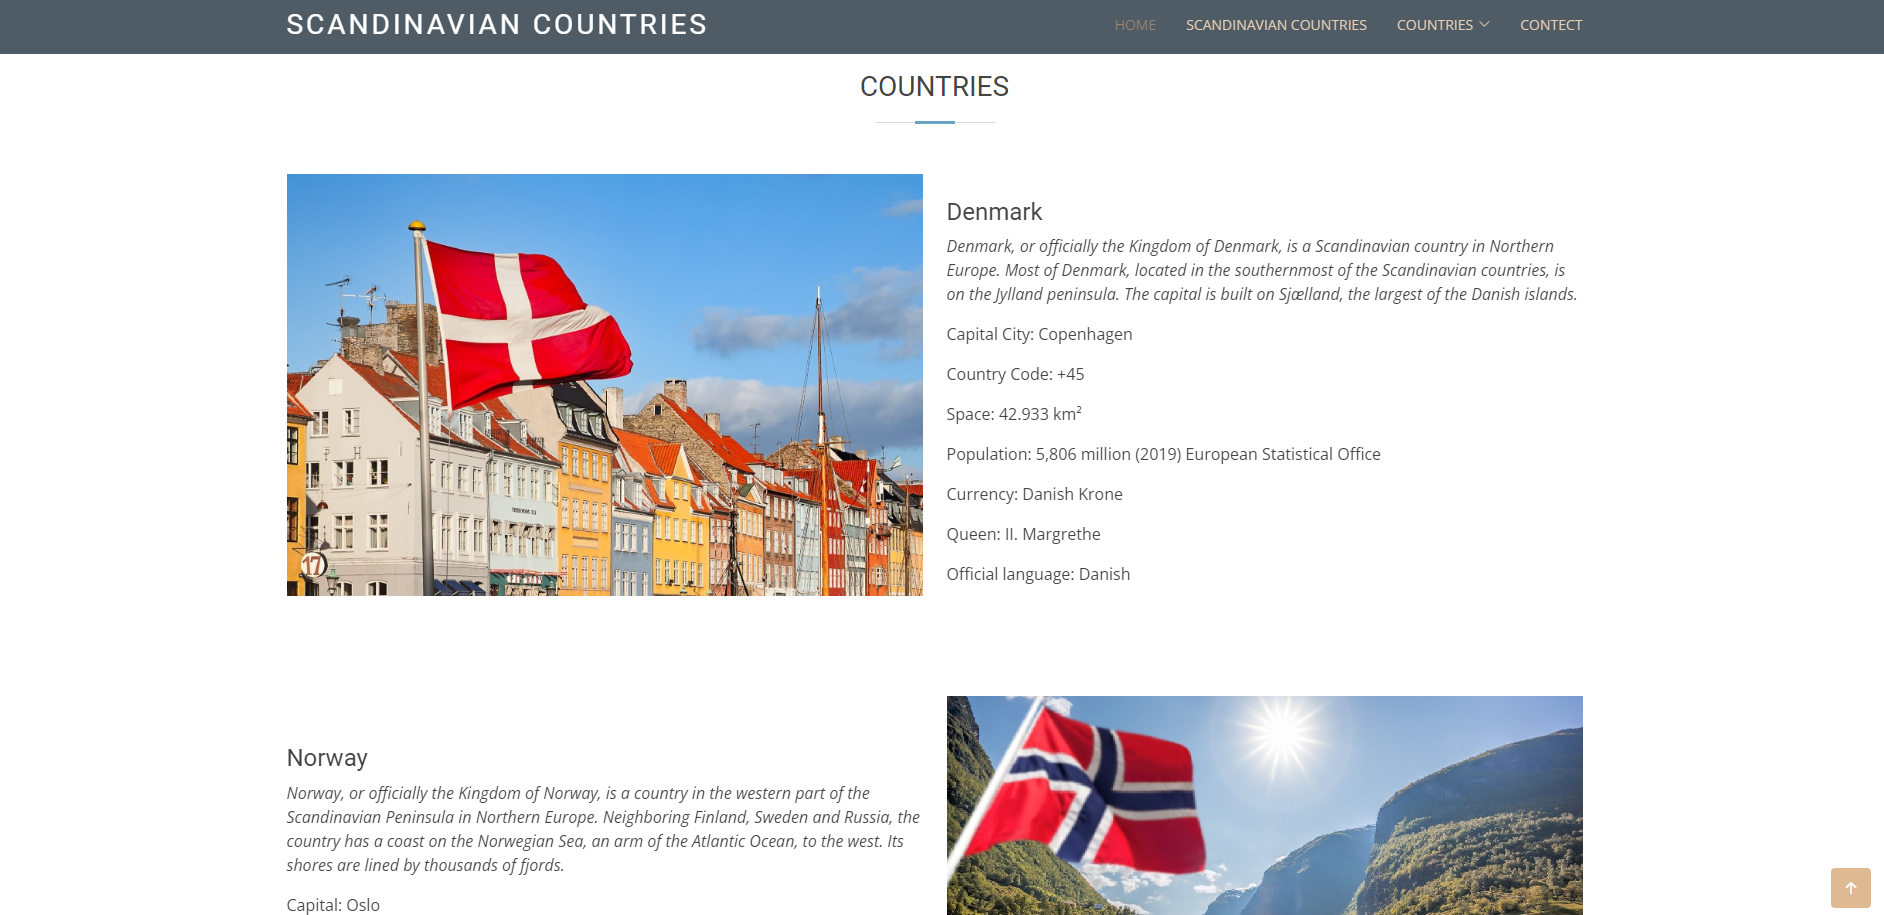 SCANDINAVIAN COUNTRIES
HOME
SCANDINAVIAN COUNTRIES
COUNTRIES
CONTECT
COUNTRIES
17
Denmark
Denmark, or officially the Kingdom of Denmark, is a Scandinavian country in Northern
Europe. Most of Denmark, located in the southernmost of the Scandinavian countries, is
on the Jylland peninsula. The capital is built on Sjælland, the largest of the Danish islands.
Capital City: Copenhagen
Country Code: +45
Space: 42.933 km²
Population: 5,806 million (2019) European Statistical Office
Currency: Danish Krone
Queen: II. Margrethe
Official language: Danish
Norway
Norway, or officially the Kingdom of Norway, is a country in the western part of the
Scandinavian Peninsula in Northern Europe. Neighboring Finland, Sweden and Russia, the
country has a coast on the Norwegian Sea, an arm of the Atlantic Ocean, to the west. Its
shores are lined by thousands of fjords.
Capital: Oslo